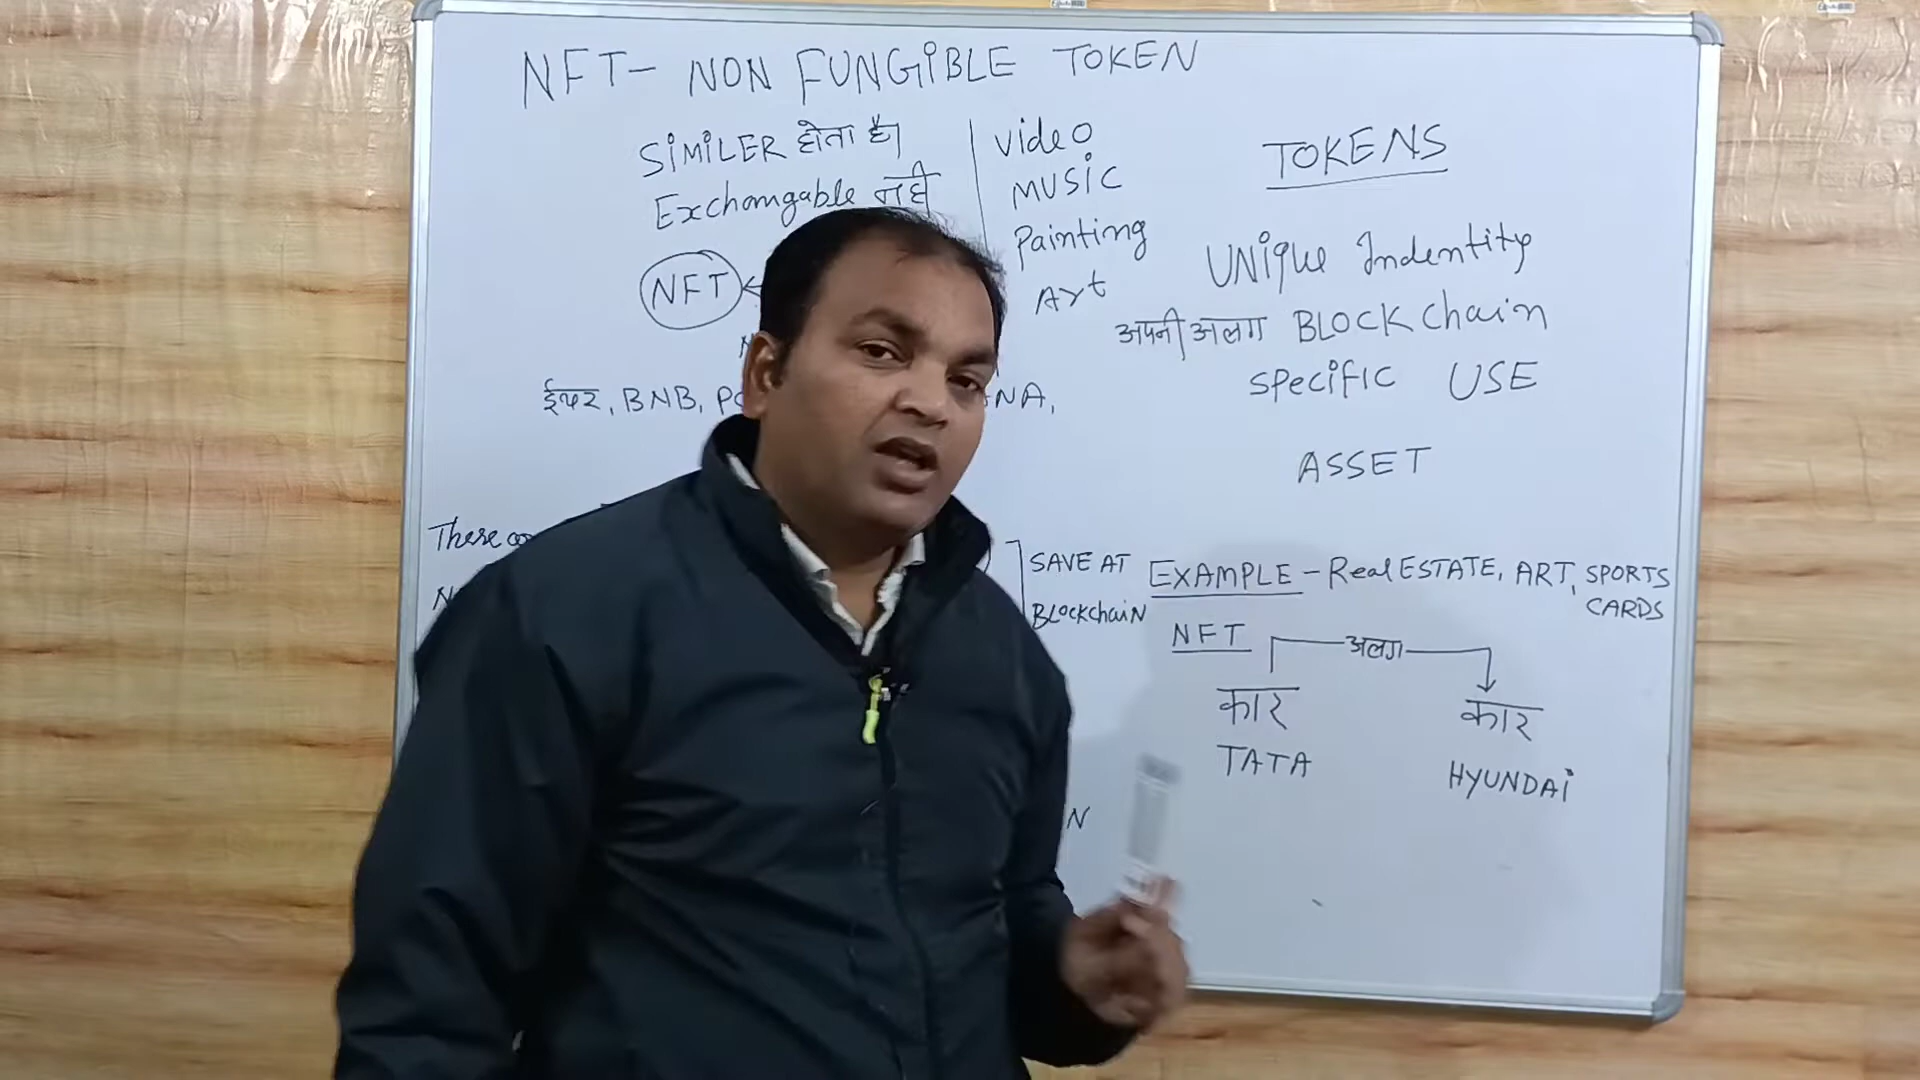 NFT- NON FUNGiBLE TOKEN
SiMiLER होता है।
Exchangable नही
NFT
Video
MUSiC
Painting
Art
ईथर, BNB,
TOKENS
UNiQUE Indentity
अपनी अलग BLOCKChain
SPeCiFiC USE
ASSET
These
SAVE AT
BLockchaiN
EXAMPLE - Real ESTATE, ART, SPORTS
CARDS
NFT
अलग
कार
कार
TATA
HYUNDAi